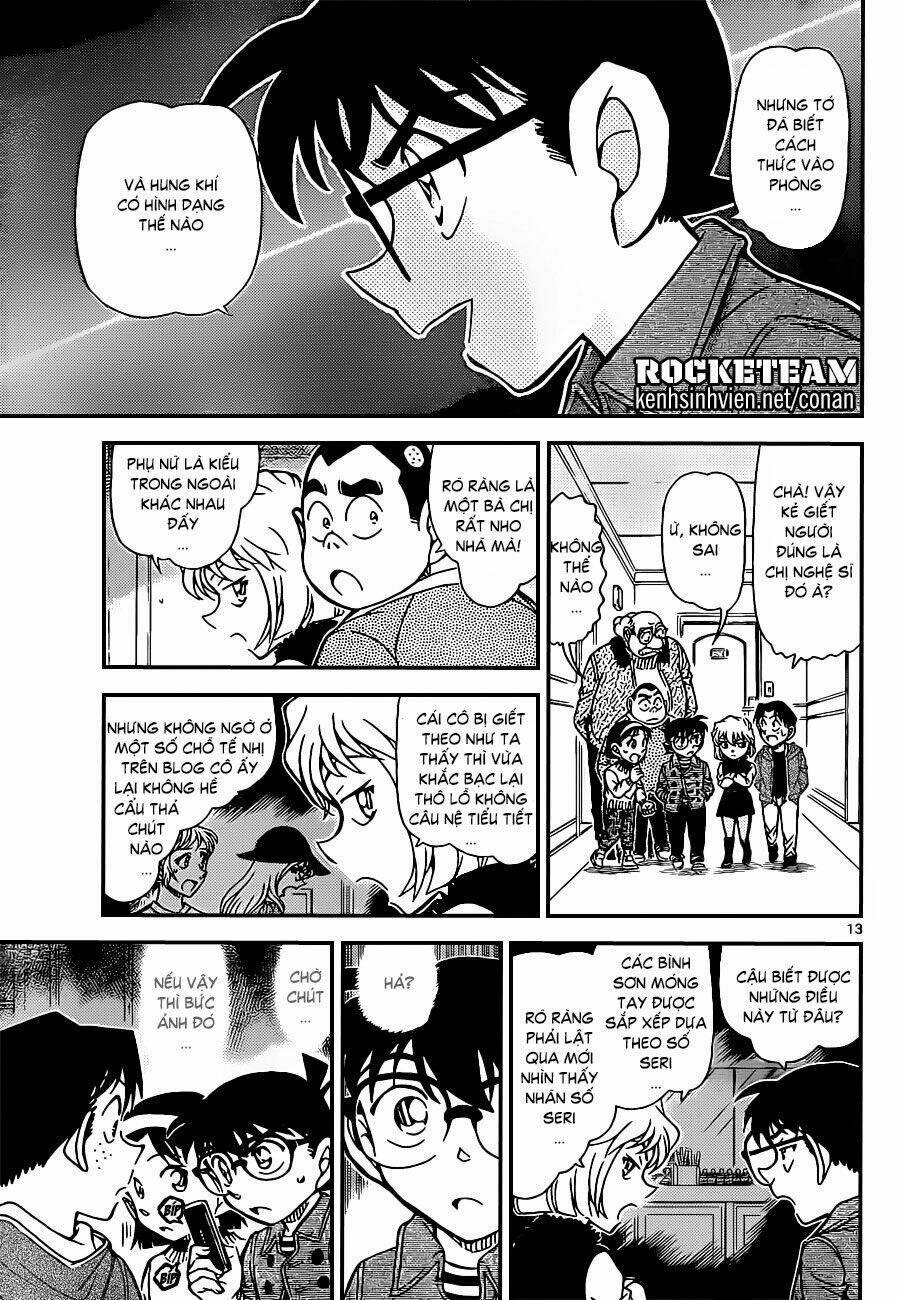 NHƯNG TỚ
ĐÃ BIẾT
CÁCH
THỨC VÀO
PHÒNG
...
VÀ HUNG KHÍ
CÓ HÌNH DẠNG
THẾ NÀO
...
ROCKETEAM
kenhsinhvien.net/conan
CHÀ! VẬY
KẺ GIẾT
NGƯỜI
ĐÚNG LÀ
CHỊ NGHỆ SĨ
ĐÓ À?
Ừ, KHÔNG
SAI
...
KHÔNG
THỂ
NÀO
RÕ RÀNG LÀ
MỘT BÀ CHỊ
RẤT NHO
NHÃ MÀ!
PHỤ NỮ LÀ KIỂU
TRONG NGOÀI
KHÁC NHAU
ĐẤY
...
CÁI CÔ BỊ GIẾT
THEO NHƯ TA
THẤY THÌ VỪA
KHẮC BẠC LẠI
THÔ LỖ KHÔNG
CÂU NỆ TIỂU TIẾT
NHƯNG KHÔNG NGỜ Ở
MỘT SỐ CHỖ TẾ NHỊ
TRÊN BLOG CÔ ẤY
LẠI KHÔNG HỀ
CẨU THẢ
CHÚT
NÀO
...
13
CẬU BIẾT ĐƯỢC
NHỮNG ĐIỀU
NÀY TỪ ĐÂU?
CÁC BÌNH
SƠN MÓNG
TAY ĐƯỢC
SẮP XẾP DỰA
THEO SỐ
SERI
...
RÕ RÀNG
PHẢI LẬT
QUA MỚI
NHÌN THẤY
NHÃN SỐ
SERI
...
HẢ?
CHỜ
CHÚT
...
NẾU VẬY
THÌ BỨC
ẢNH ĐÓ
...
BÍP
BÍP
BÍP